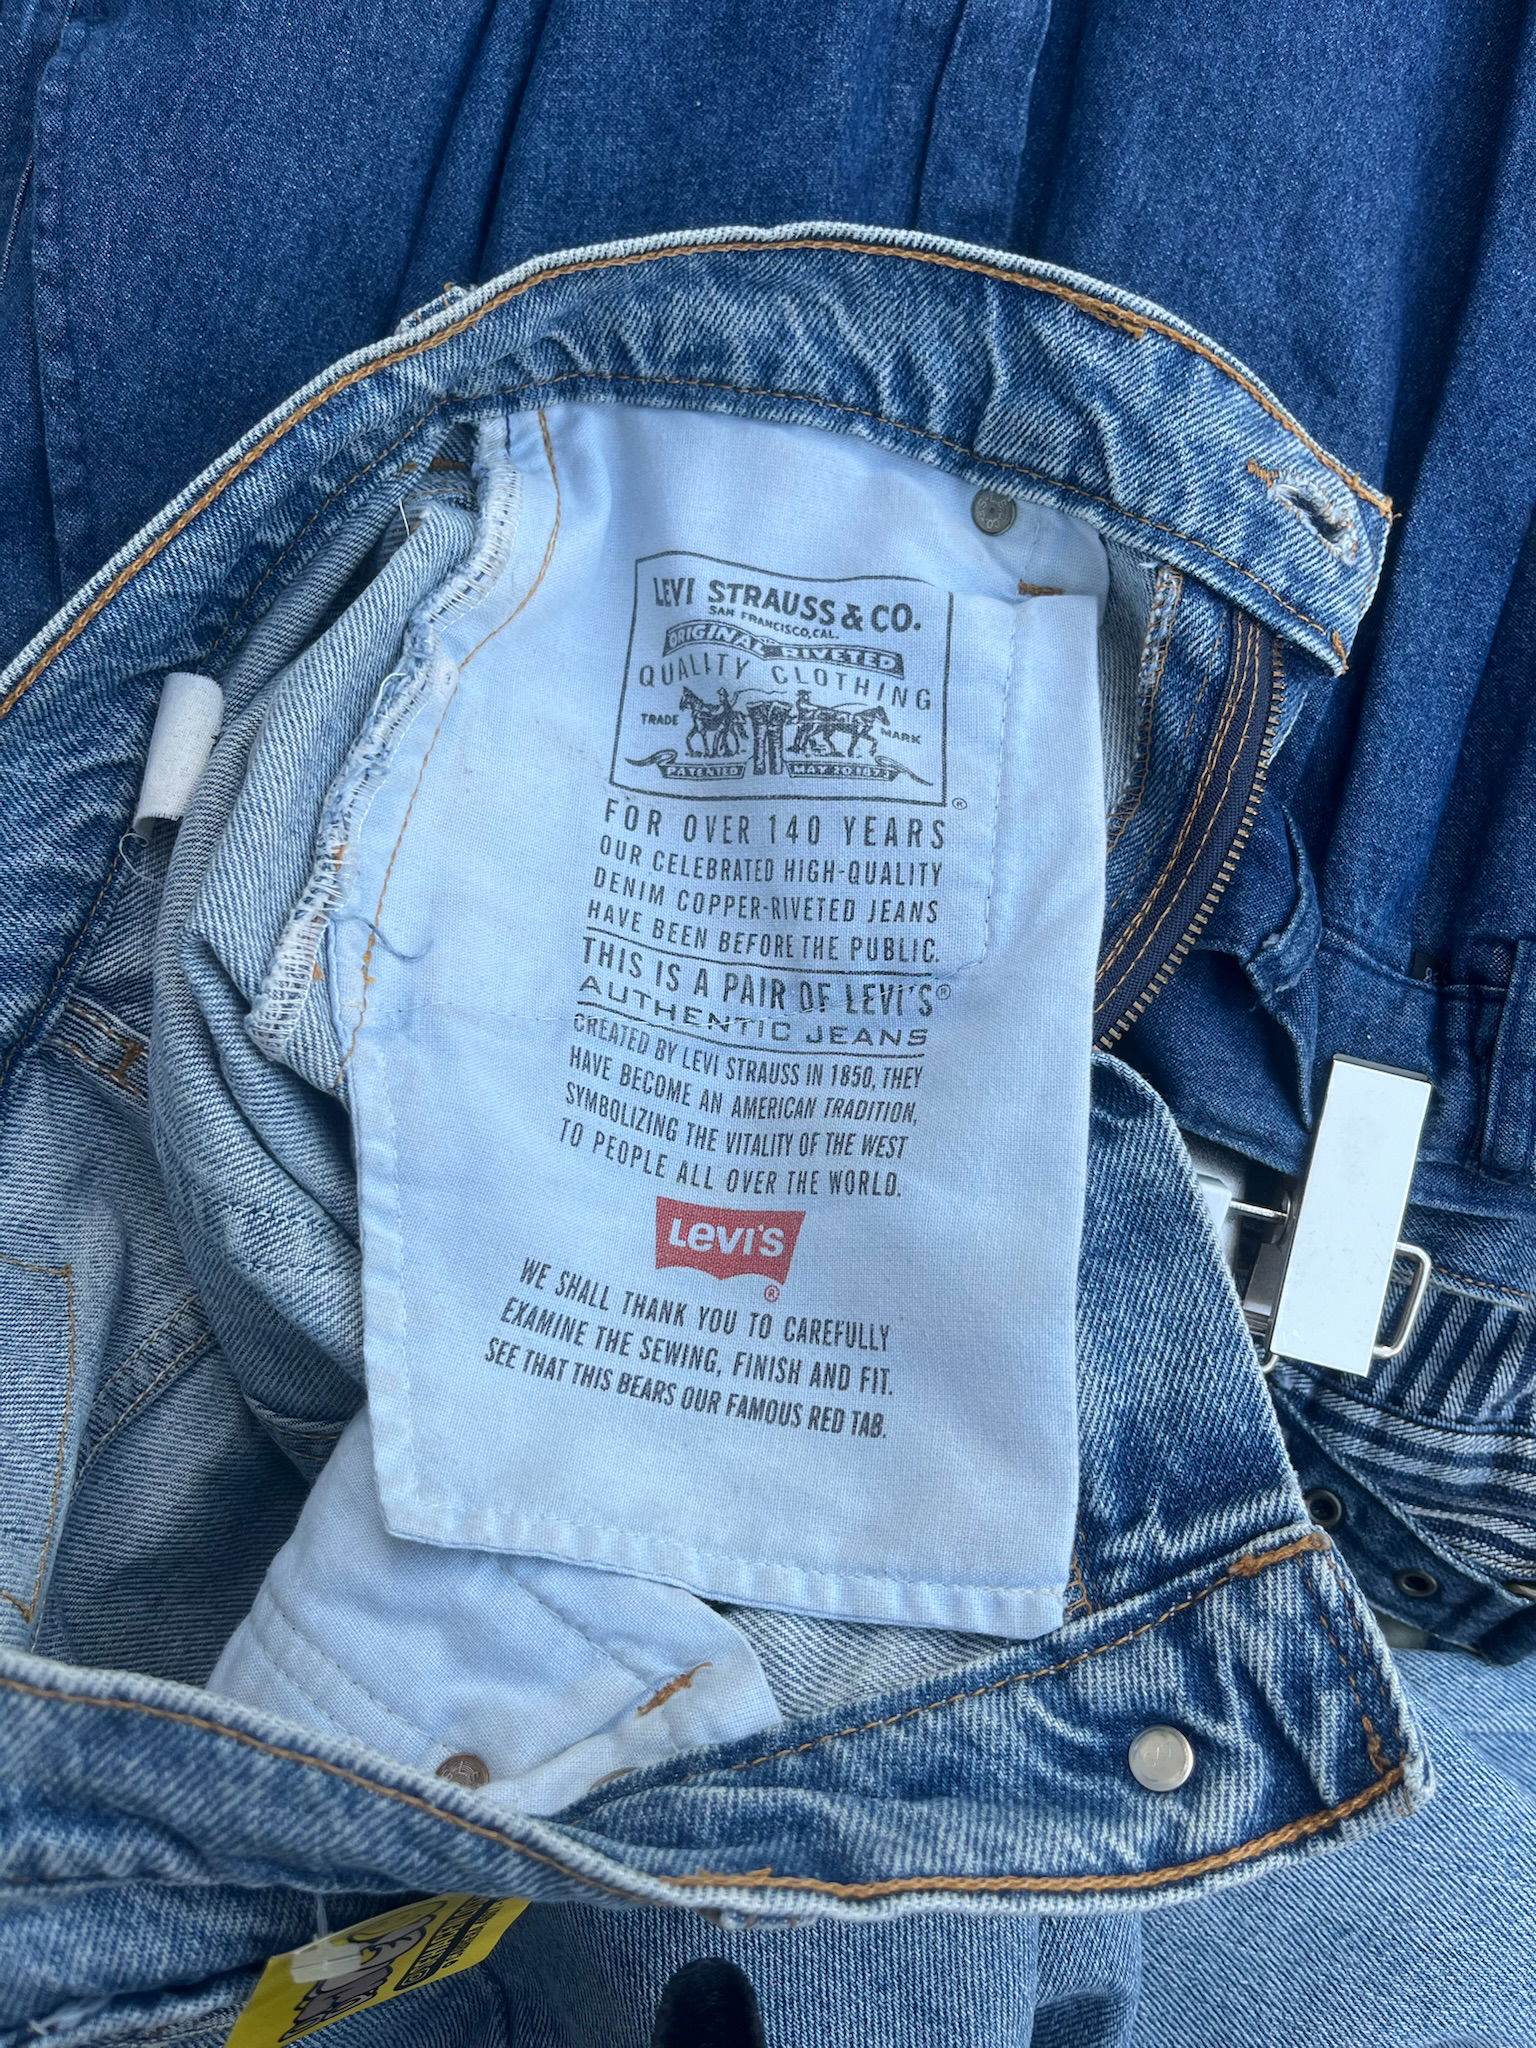 LEVI STRAUSS & CO.
SAN FRANCISCO, CAL.
ORIGINAL RIVETED
QUALITY CLOTHING
TRADE MARK
PATENTED MAY 20 1873
®
FOR OVER 140 YEARS
OUR CELEBRATED HIGH-QUALITY
DENIM COPPER-RIVETED JEANS
HAVE BEEN BEFORE THE PUBLIC.
THIS IS A PAIR OF LEVI'S®
AUTHENTIC JEANS
CREATED BY LEVI STRAUSS IN 1850, THEY
HAVE BECOME AN AMERICAN TRADITION,
SYMBOLIZING THE VITALITY OF THE WEST
TO PEOPLE ALL OVER THE WORLD.
LEVI'S
®
WE SHALL THANK YOU TO CAREFULLY
EXAMINE THE SEWING, FINISH AND FIT.
SEE THAT THIS BEARS OUR FAMOUS RED TAB.